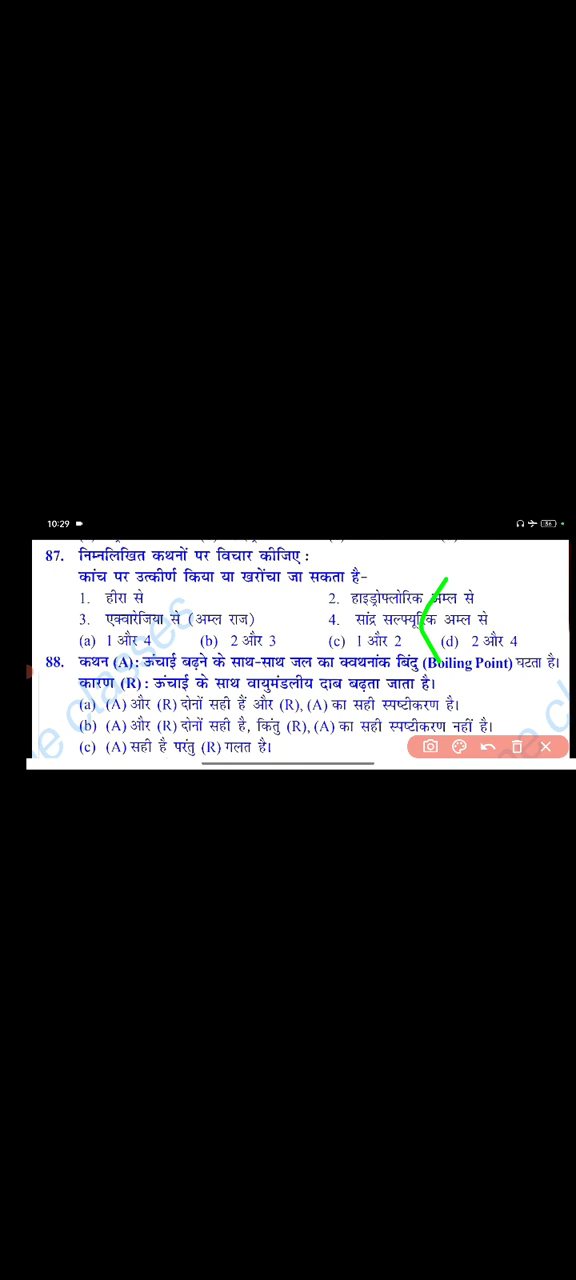 10:29
56
87. निम्नलिखित कथनों पर विचार कीजिए :
कांच पर उत्कीर्ण किया या खरोंचा जा सकता है-
1. हीरा से 2. हाइड्रोफ्लोरिक अम्ल से
3. एक्वारेजिया से (अम्ल राज) 4. सांद्र सल्फ्यूरिक अम्ल से
(a) 1 और 4 (b) 2 और 3 (c) 1 और 2 (d) 2 और 4
88. कथन (A) : ऊंचाई बढ़ने के साथ-साथ जल का क्वथनांक बिंदु (Boiling Point) घटता है।
कारण (R) : ऊंचाई के साथ वायुमंडलीय दाब बढ़ता जाता है।
(a) (A) और (R) दोनों सही हैं और (R), (A) का सही स्पष्टीकरण है।
(b) (A) और (R) दोनों सही है, किंतु (R), (A) का सही स्पष्टीकरण नहीं है।
(c) (A) सही है परंतु (R) गलत है।
classes